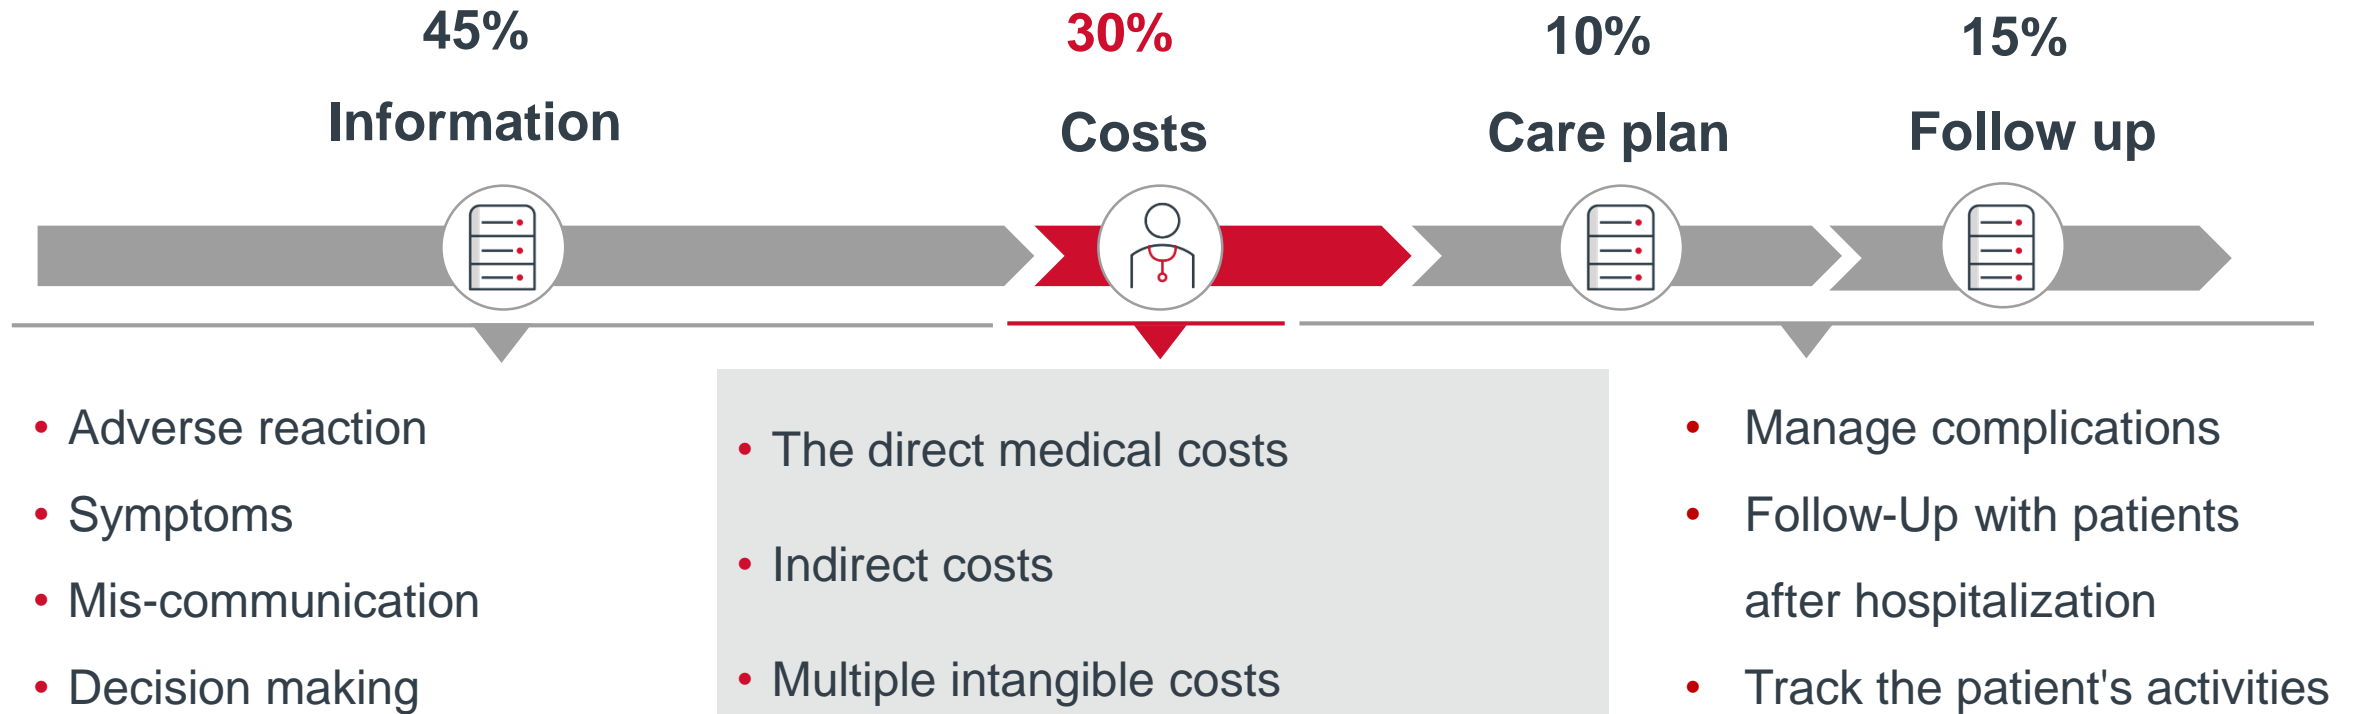 45%
30%
10%
15%
Information
Costs
Care plan
Follow up
• Adverse reaction
• Symptoms
• Mis-communication
• Decision making
• The direct medical costs
• Indirect costs
• Multiple intangible costs
• Manage complications
• Follow-Up with patients
after hospitalization
• Track the patient's activities